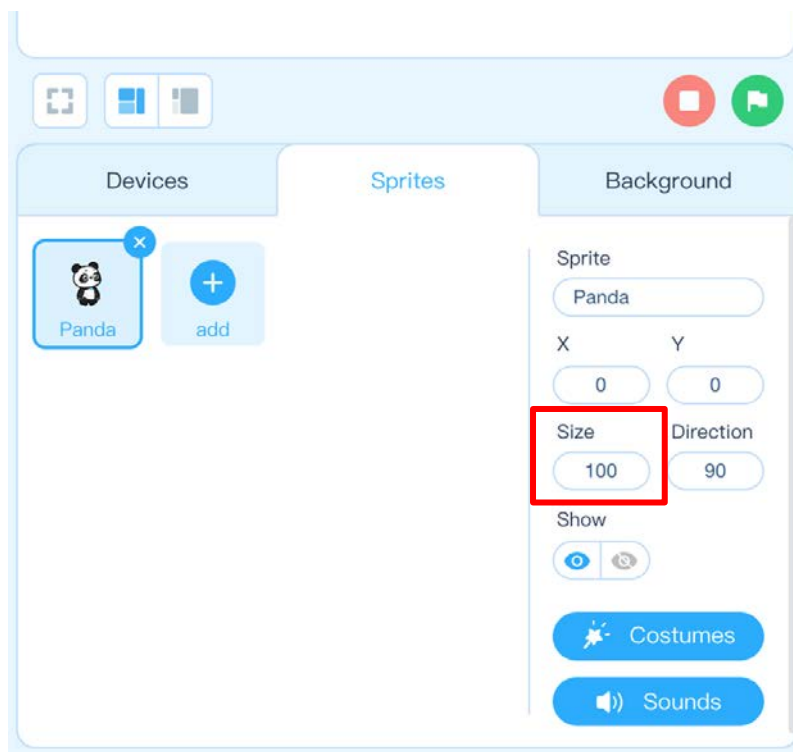 Devices
Sprites
Background
Panda
add
Sprite
Panda
X Y
0 0
Size Direction
100 90
Show
Costumes
Sounds